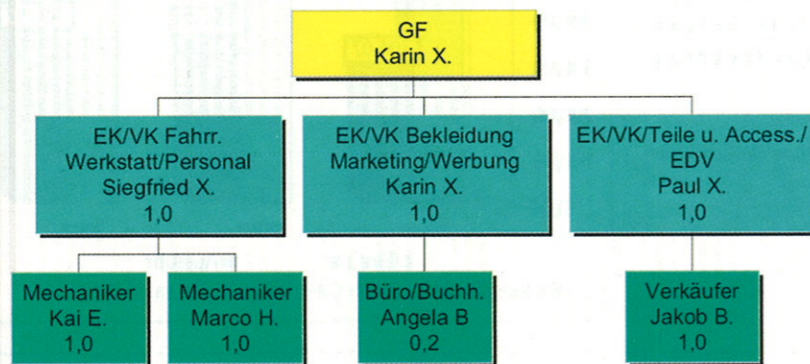 GF
Karin X.
EK/VK Fahrr.
Werkstatt/Personal
Siegfried X.
1,0
EK/VK Bekleidung
Marketing/Werbung
Karin X.
1,0
EK/VK/Teile u. Access./
EDV
Paul X.
1,0
Mechaniker
Kai E.
1,0
Mechaniker
Marco H.
1,0
Büro/Buchh.
Angela B
0,2
Verkäufer
Jakob B.
1,0